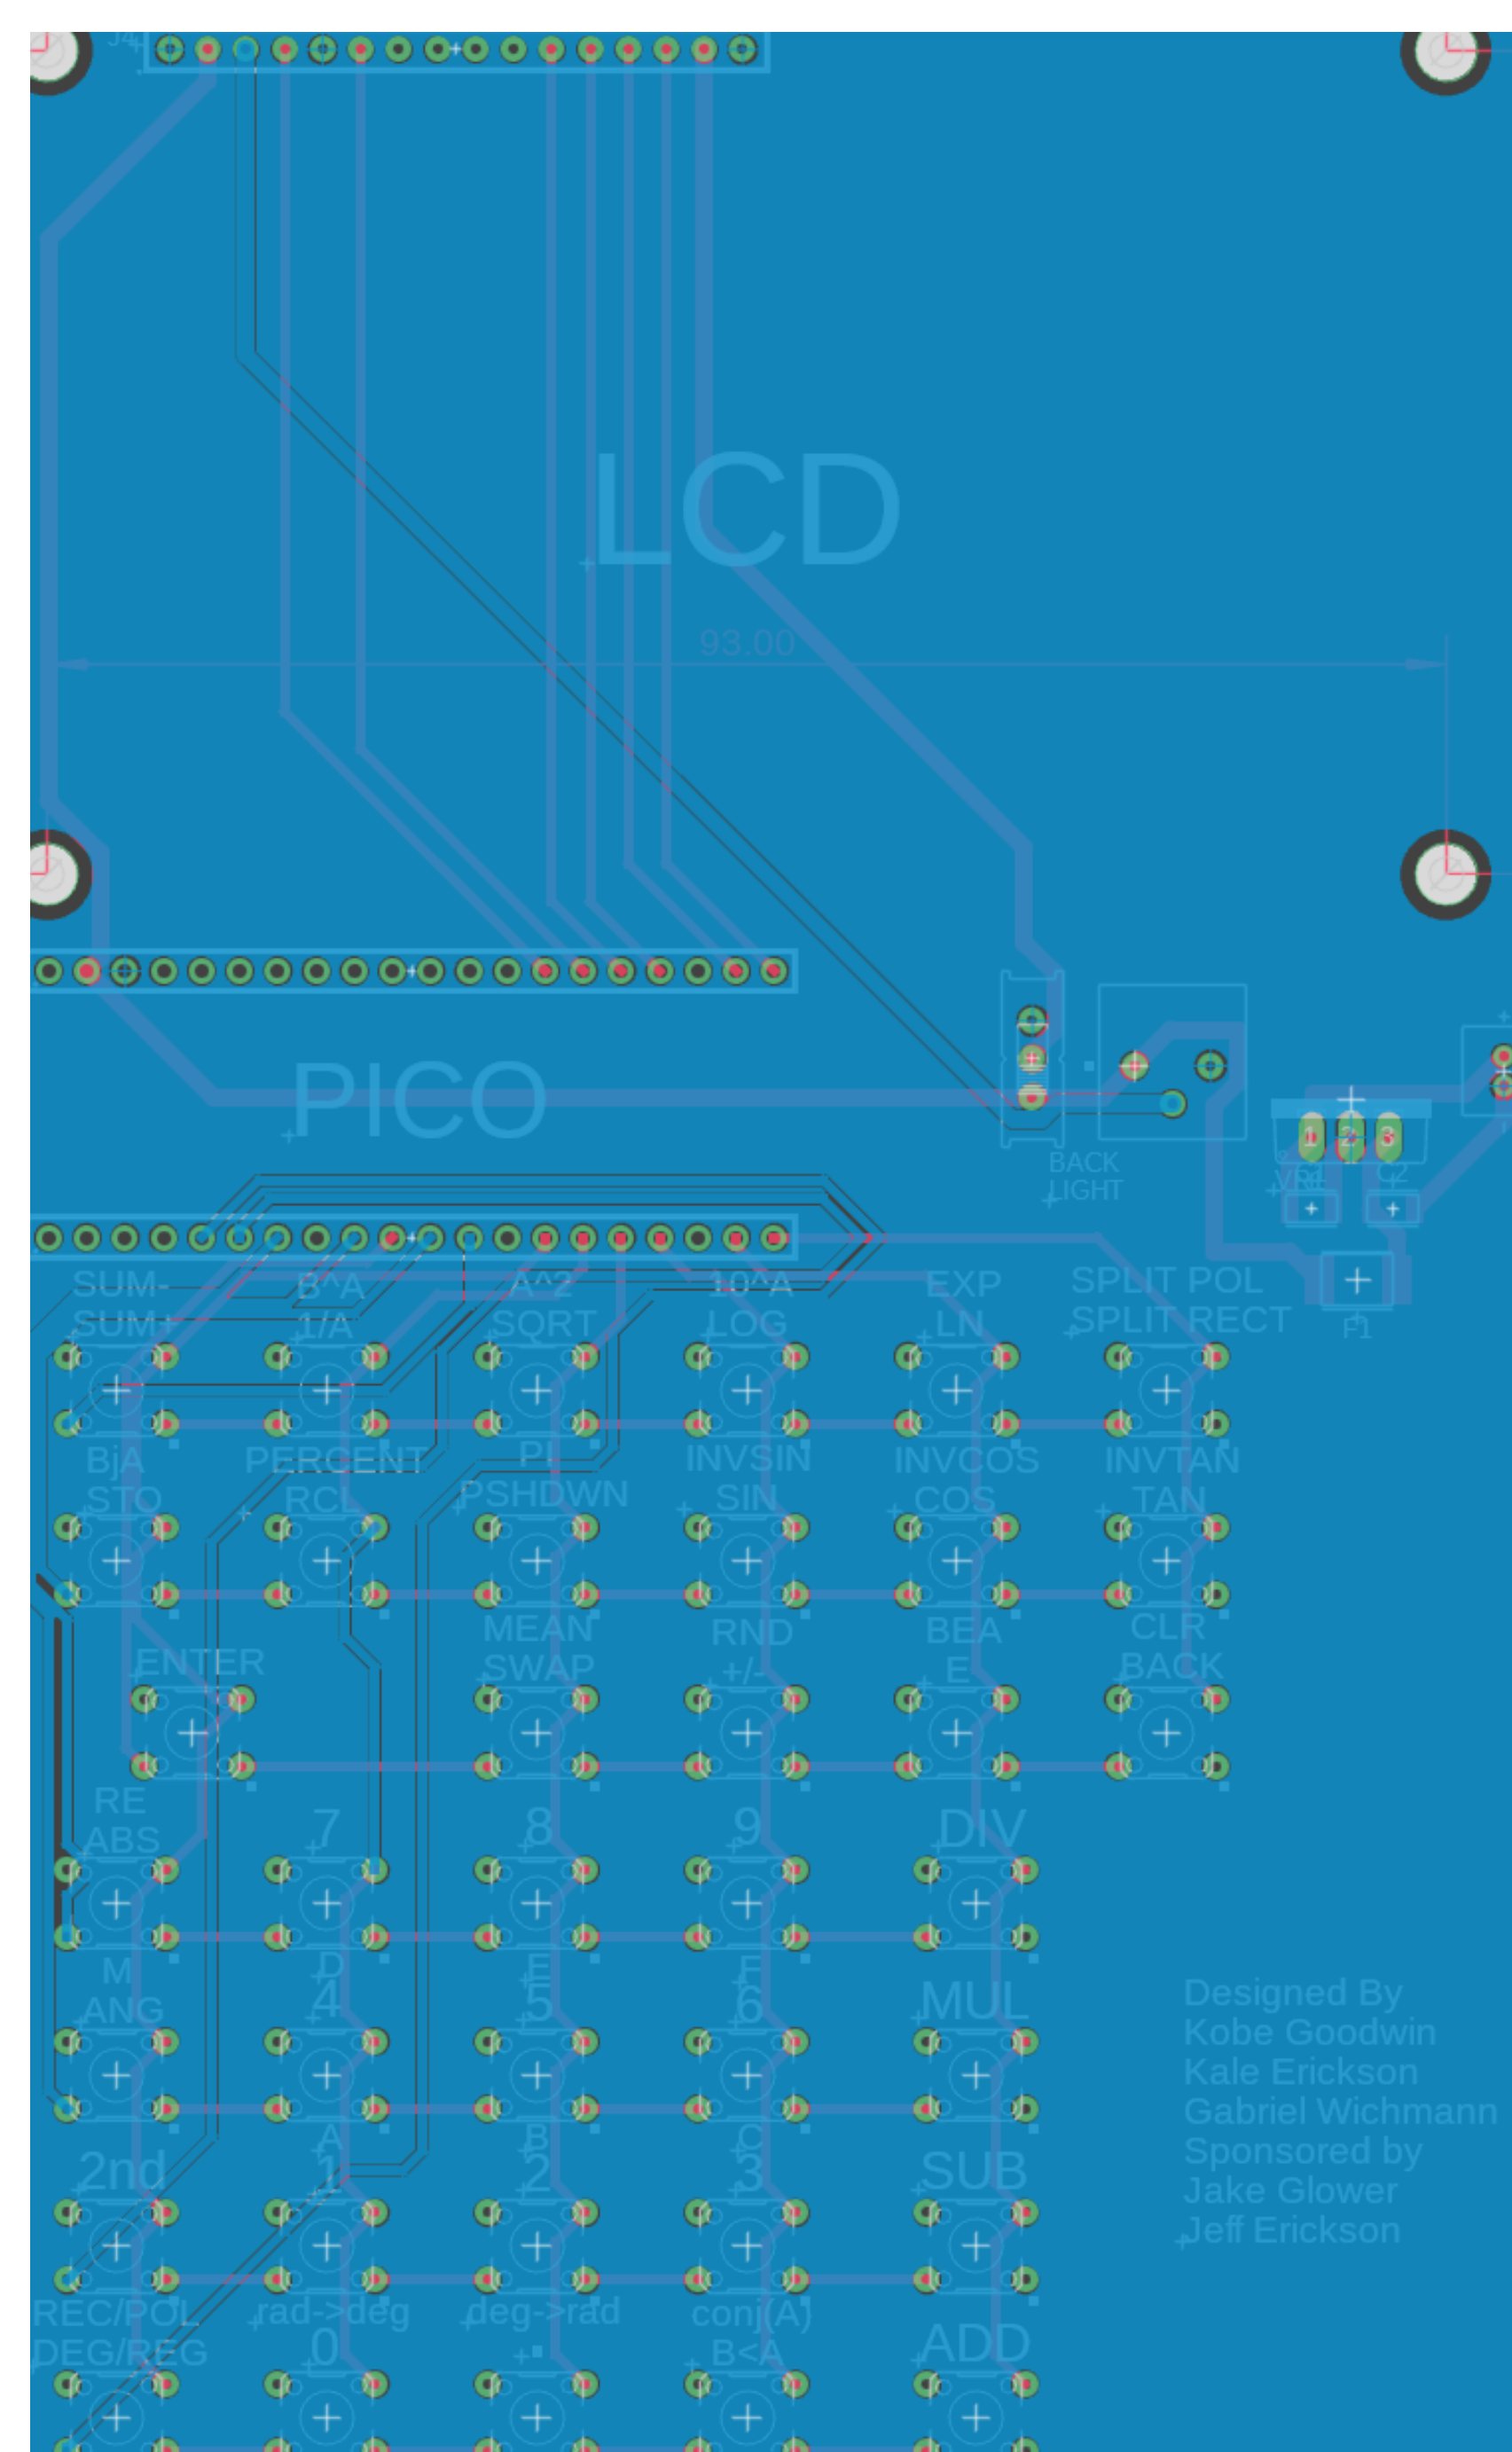 J4
LCD
93.00
PICO
BACK
LIGHT
1 2 3
C2
F1
SUM- B^A A^2 10^A EXP SPLIT POL
SUM+ 1/A SQRT LOG LN SPLIT RECT
BjA PERCENT PI INVSIN INVCOS INVTAN
STO RCL PSHDWN SIN COS TAN
MEAN RND BEA CLR
ENTER SWAP +/- E BACK
RE
ABS 7 8 9 DIV
M D E F
ANG 4 5 6 MUL
A B C
2nd 1 2 3 SUB
REC/POL rad->deg deg->rad conj(A)
DEG/REG 0 . B<A ADD
Designed By
Kobe Goodwin
Kale Erickson
Gabriel Wichmann
Sponsored by
Jake Glower
Jeff Erickson